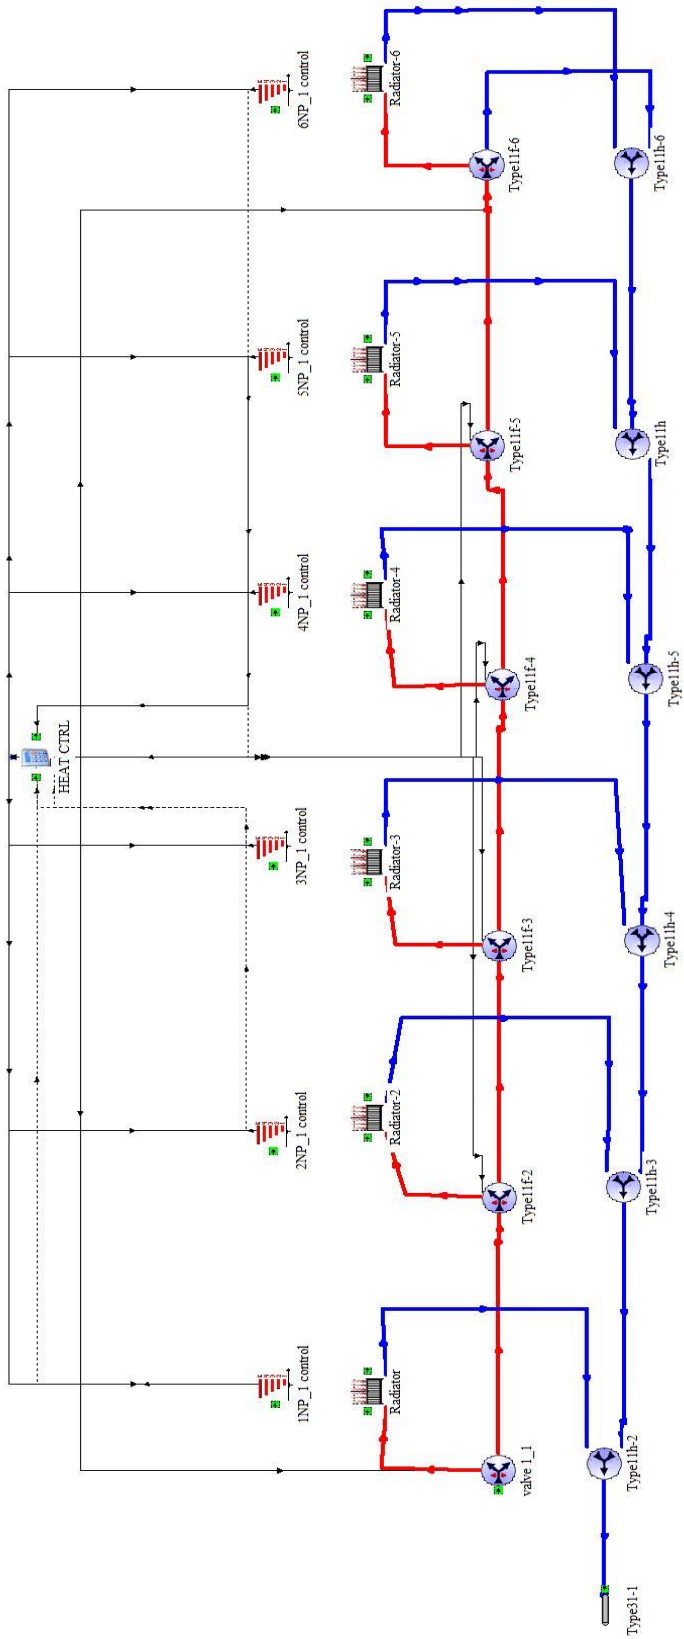 HEAT CTRL
1NP_1 control
2NP_1 control
3NP_1 control
4NP_1 control
5NP_1 control
6NP_1 control
Radiator
Radiator-2
Radiator-3
Radiator-4
Radiator-5
Radiator-6
valve 1_1
Type11f-2
Type11f-3
Type11f-4
Type11f-5
Type11f-6
Type31-1
Type11h-2
Type11h-3
Type11h-4
Type11h-5
Type11h
Type11h-6